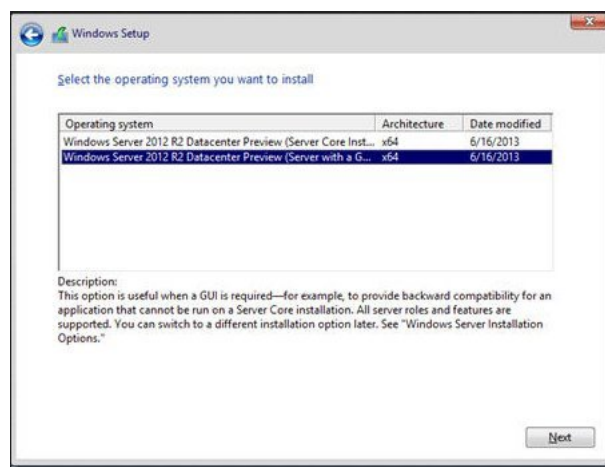 Windows Setup
Select the operating system you want to install
Operating system Architecture Date modified
Windows Server 2012 R2 Datacenter Preview (Server Core Inst... x64 6/16/2013
Windows Server 2012 R2 Datacenter Preview (Server with a G... x64 6/16/2013
Description:
This option is useful when a GUI is required—for example, to provide backward compatibility for an
application that cannot be run on a Server Core installation. All server roles and features are
supported. You can switch to a different installation option later. See "Windows Server Installation
Options."
Next